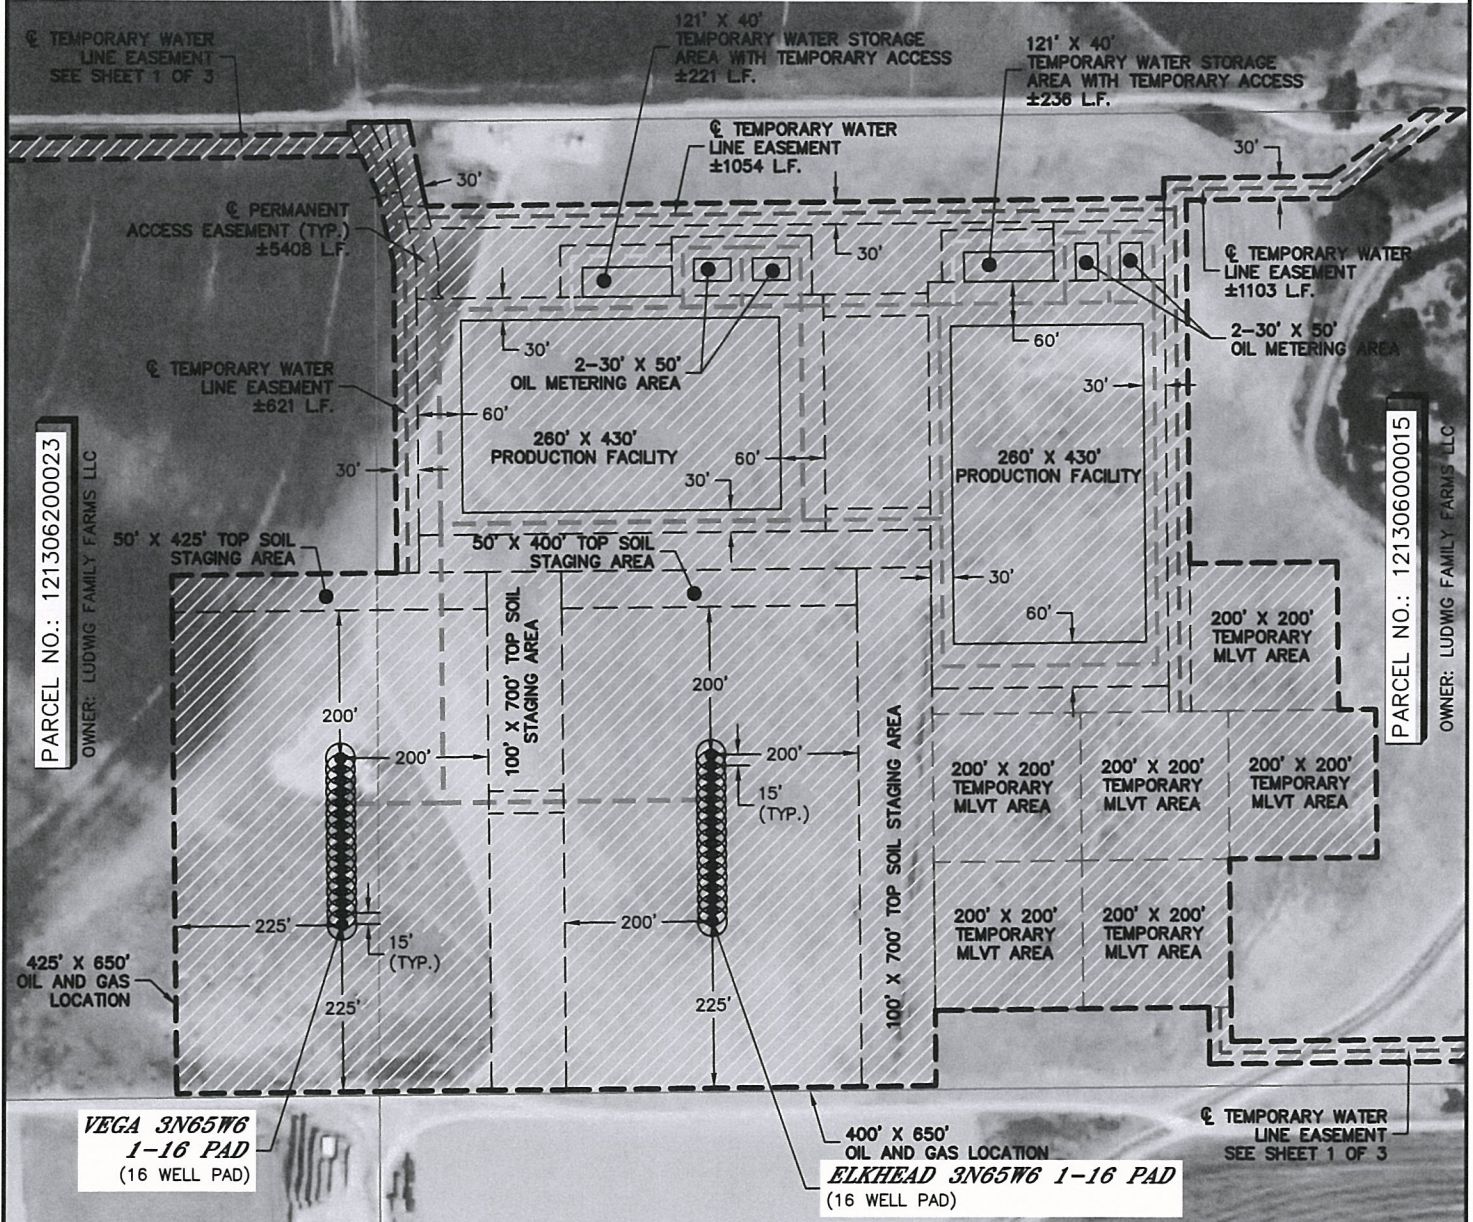 ℄ TEMPORARY WATER
LINE EASEMENT
SEE SHEET 1 OF 3
121' X 40'
TEMPORARY WATER STORAGE
AREA WITH TEMPORARY ACCESS
±221 L.F.
121' X 40'
TEMPORARY WATER STORAGE
AREA WITH TEMPORARY ACCESS
±236 L.F.
℄ TEMPORARY WATER
LINE EASEMENT
±1054 L.F.
30'
30'
℄ PERMANENT
ACCESS EASEMENT (TYP.)
±5408 L.F.
30'
℄ TEMPORARY WATER
LINE EASEMENT
±1103 L.F.
2-30' X 50'
OIL METERING AREA
30'
2-30' X 50'
OIL METERING AREA
60'
℄ TEMPORARY WATER
LINE EASEMENT
±621 L.F.
30'
60'
260' X 430'
PRODUCTION FACILITY
60'
30'
30'
260' X 430'
PRODUCTION FACILITY
PARCEL NO.: 121306200023
OWNER: LUDWIG FAMILY FARMS LLC
PARCEL NO.: 121306000015
OWNER: LUDWIG FAMILY FARMS LLC
50' X 425' TOP SOIL
STAGING AREA
50' X 400' TOP SOIL
STAGING AREA
30'
60'
200' X 200'
TEMPORARY
MLVT AREA
100' X 700' TOP SOIL
STAGING AREA
200'
200'
200'
200'
15'
(TYP.)
100' X 700' TOP SOIL STAGING AREA
200' X 200'
TEMPORARY
MLVT AREA
200' X 200'
TEMPORARY
MLVT AREA
200' X 200'
TEMPORARY
MLVT AREA
225'
15'
(TYP.)
200'
200' X 200'
TEMPORARY
MLVT AREA
200' X 200'
TEMPORARY
MLVT AREA
425' X 650'
OIL AND GAS
LOCATION
225'
225'
VEGA 3N65W6
1-16 PAD
(16 WELL PAD)
400' X 650'
OIL AND GAS LOCATION
ELKHEAD 3N65W6 1-16 PAD
(16 WELL PAD)
℄ TEMPORARY WATER
LINE EASEMENT
SEE SHEET 1 OF 3